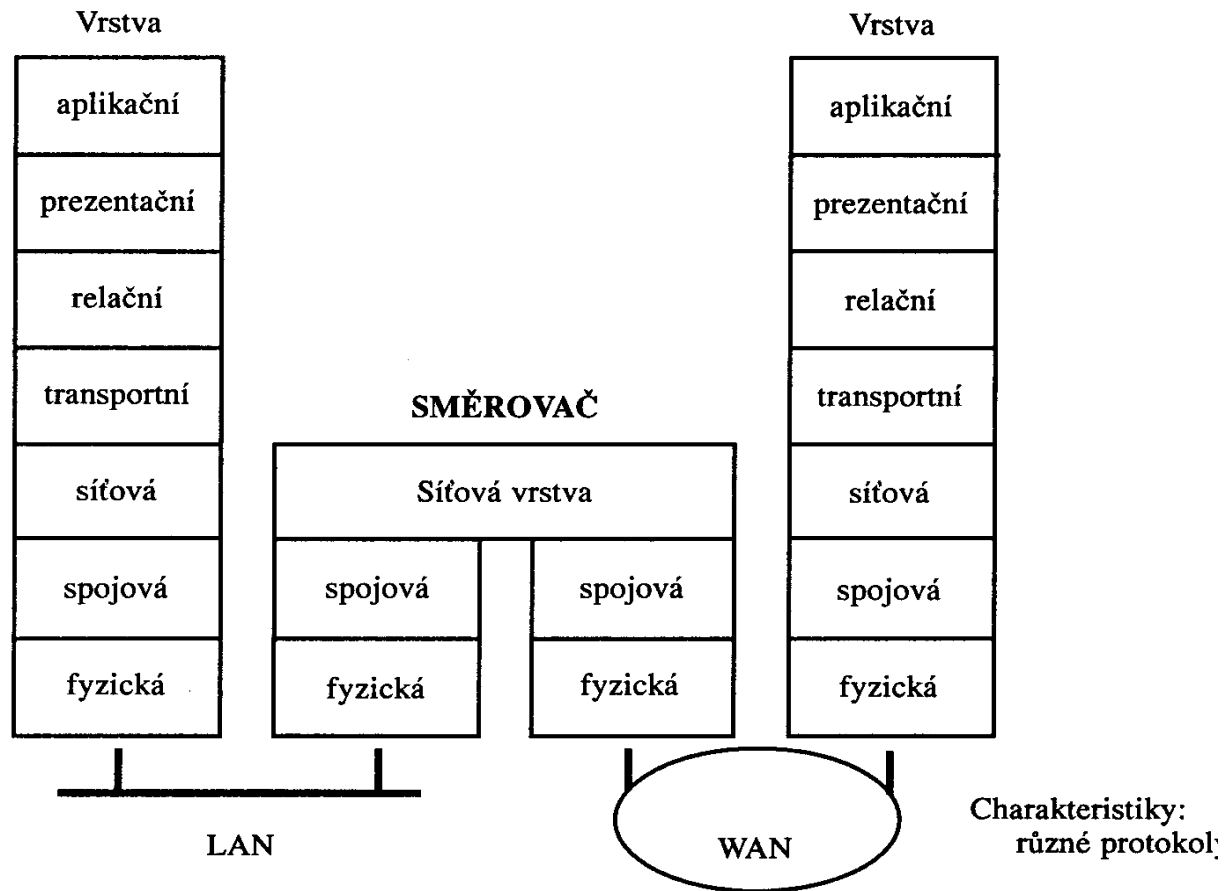 Vrstva
aplikační
prezentační
relační
transportní
síťová
spojová
fyzická
SMĚROVAČ
Síťová vrstva
spojová
spojová
fyzická
fyzická
Vrstva
aplikační
prezentační
relační
transportní
síťová
spojová
fyzická
LAN
WAN
Charakteristiky:
různé protokoly